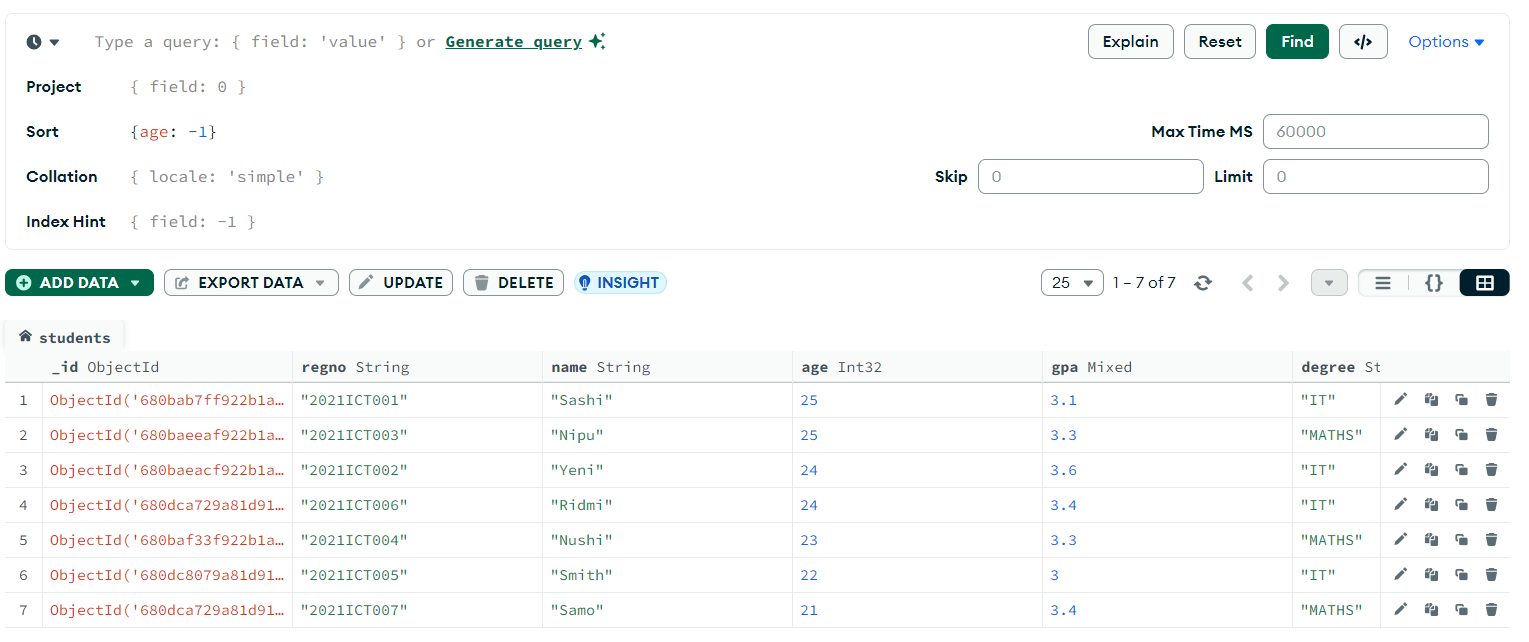 Type a query: { field: 'value' } or Generate query Explain Reset Find </> Options
Project { field: 0 }
Sort {age: -1} Max Time MS 60000
Collation { locale: 'simple' } Skip 0 Limit 0
Index Hint { field: -1 }
ADD DATA EXPORT DATA UPDATE DELETE INSIGHT 25 1 – 7 of 7 {}
students
_id ObjectId regno String name String age Int32 gpa Mixed degree St
1 ObjectId('680bab7ff922b1a… "2021ICT001" "Sashi" 25 3.1 "IT"
2 ObjectId('680baeeaf922b1a… "2021ICT003" "Nipu" 25 3.3 "MATHS"
3 ObjectId('680baeacf922b1a… "2021ICT002" "Yeni" 24 3.6 "IT"
4 ObjectId('680dca729a81d91… "2021ICT006" "Ridmi" 24 3.4 "IT"
5 ObjectId('680baf33f922b1a… "2021ICT004" "Nushi" 23 3.3 "MATHS"
6 ObjectId('680dc8079a81d91… "2021ICT005" "Smith" 22 3 "IT"
7 ObjectId('680dca729a81d91… "2021ICT007" "Samo" 21 3.4 "MATHS"